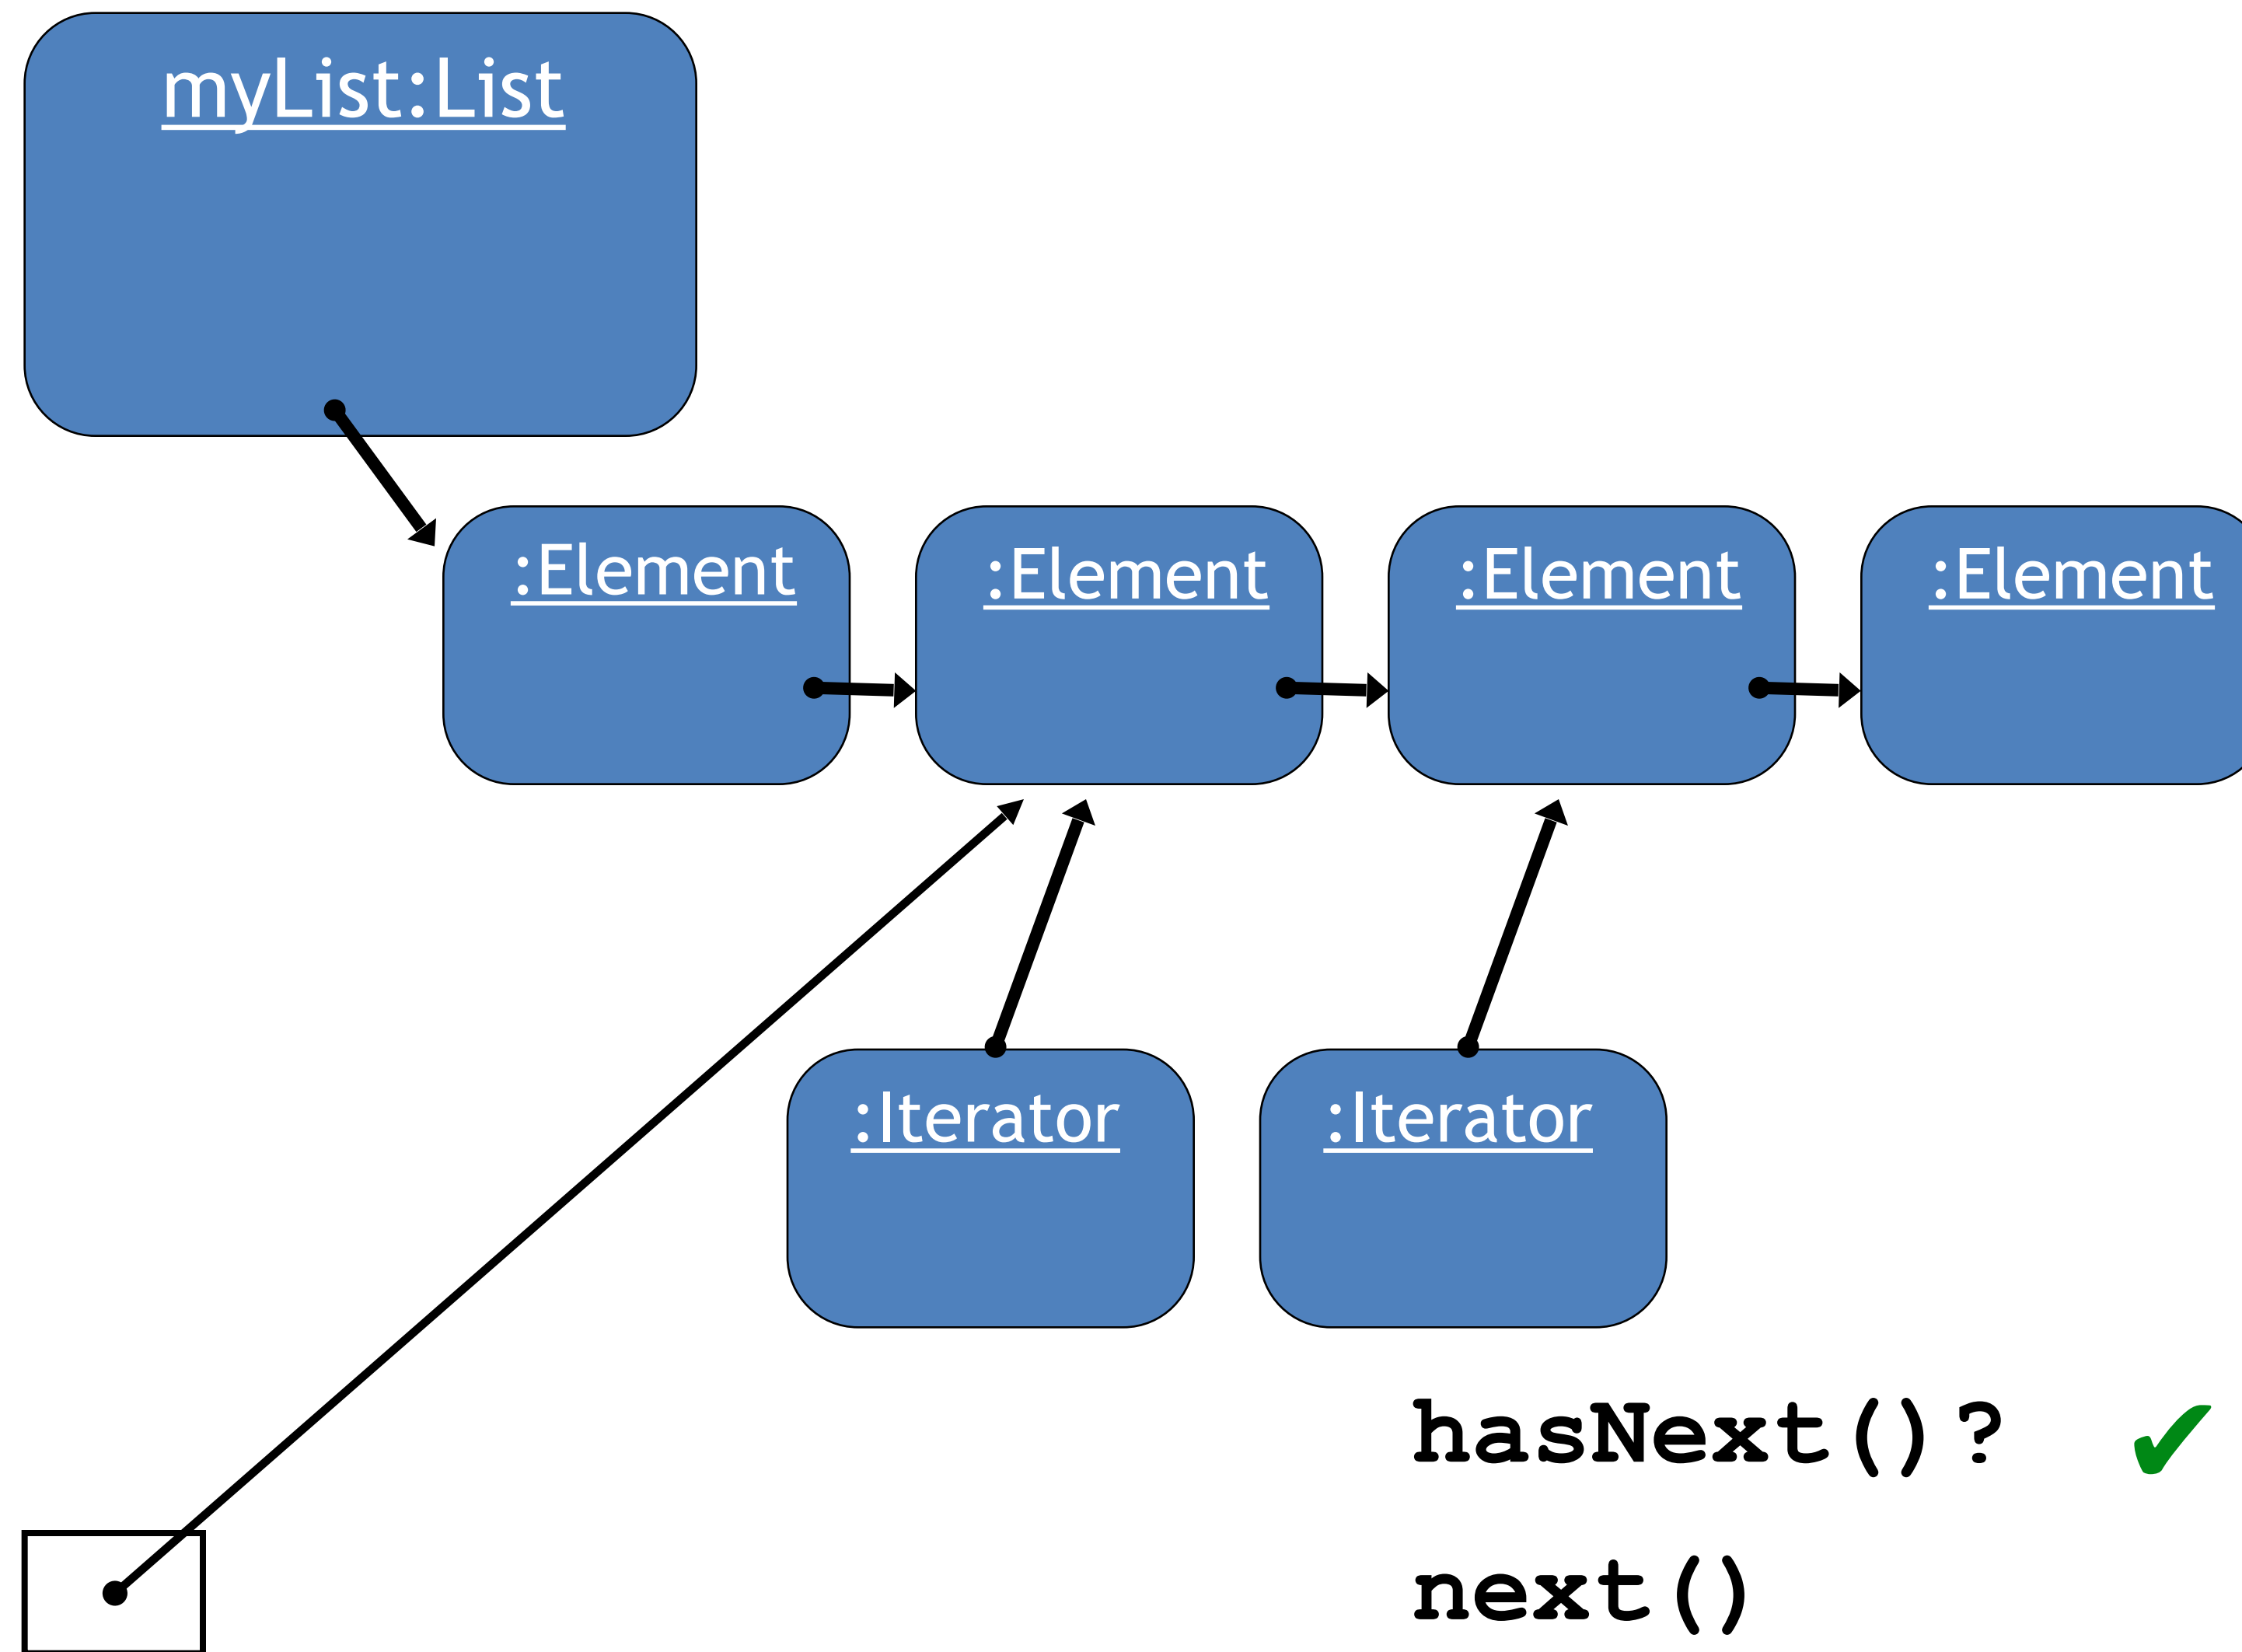 myList:List
:Element
:Element
:Element
:Element
:Iterator
:Iterator
hasNext()? ✔
next()